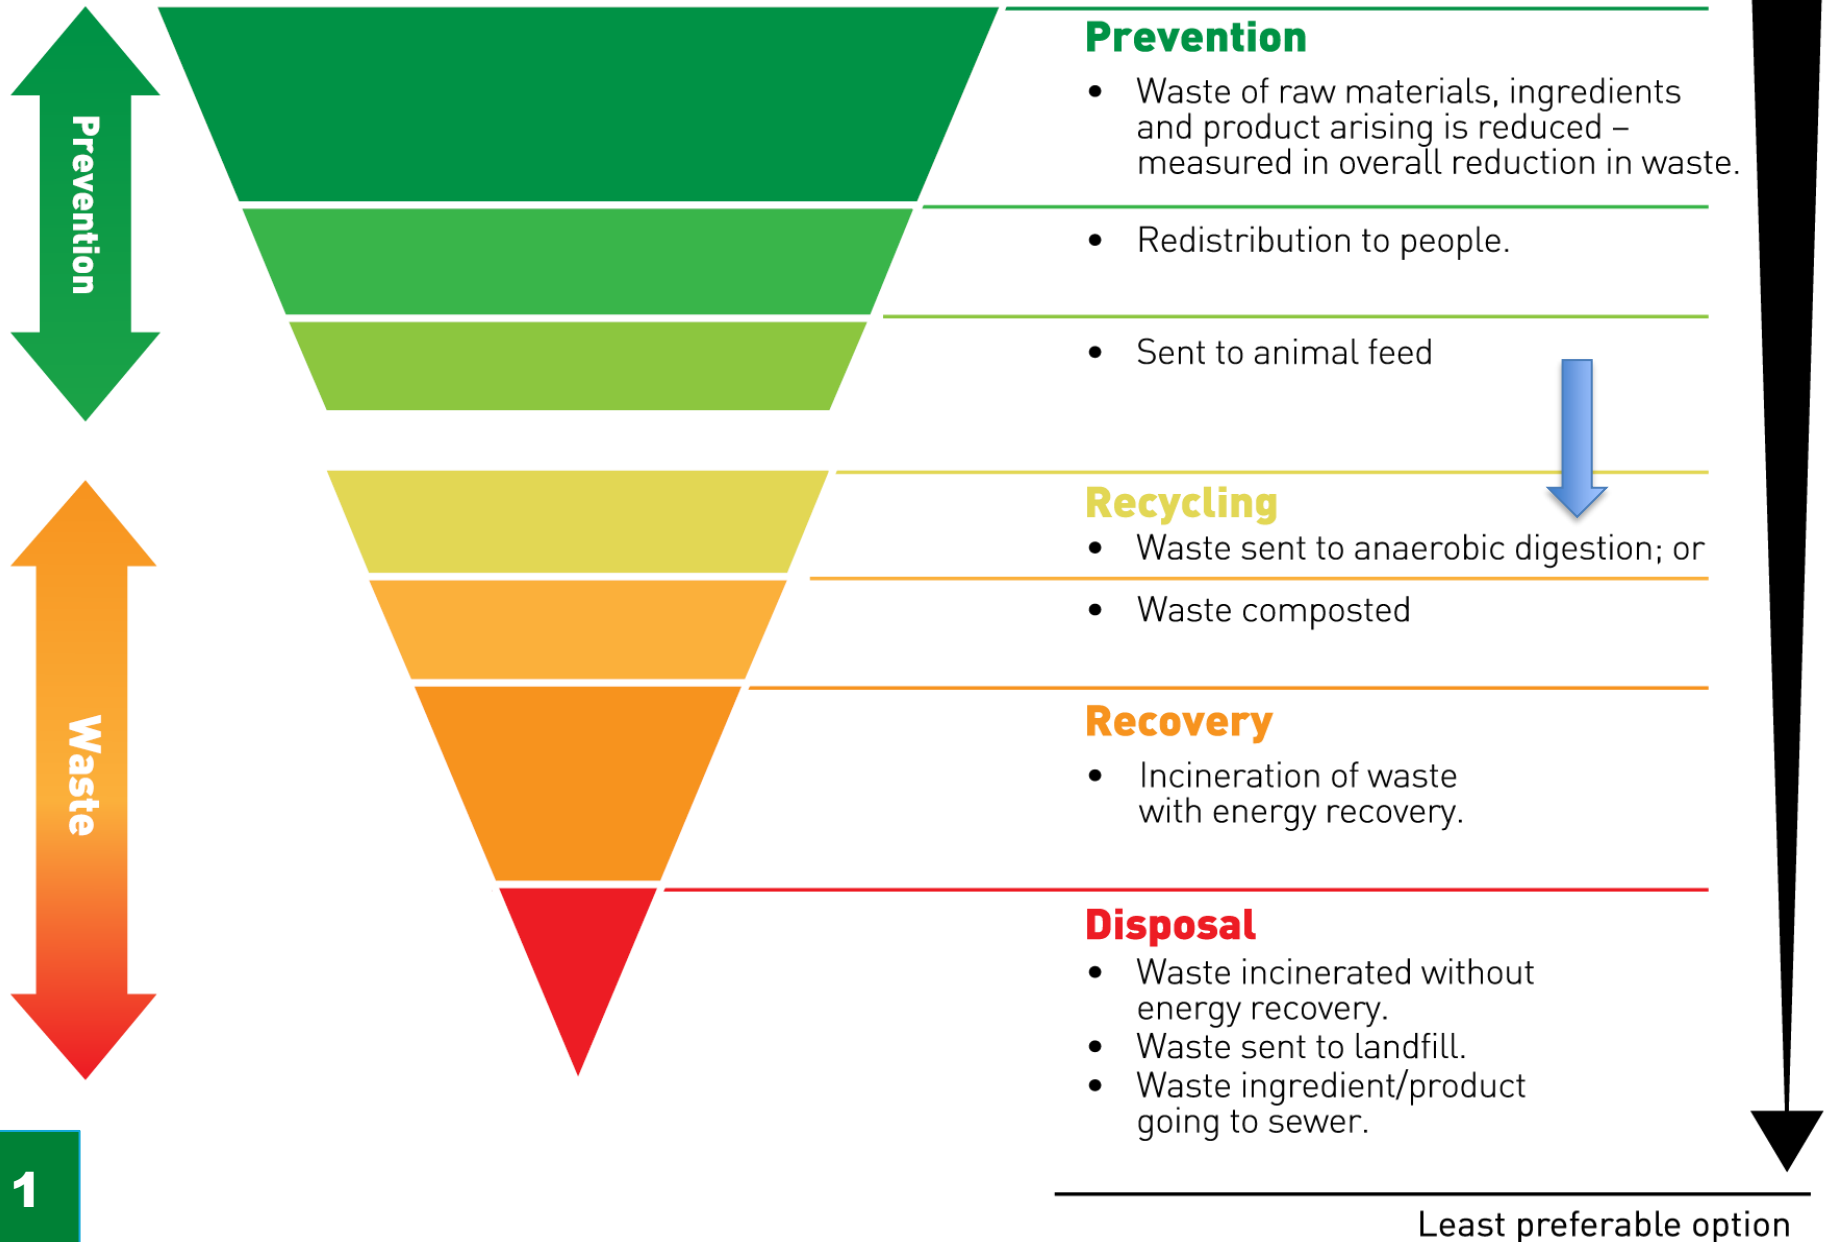 Prevention
Prevention
• Waste of raw materials, ingredients
and product arising is reduced –
measured in overall reduction in waste.
• Redistribution to people.
• Sent to animal feed
Waste
Recycling
• Waste sent to anaerobic digestion; or
• Waste composted
Recovery
• Incineration of waste
with energy recovery.
Disposal
• Waste incinerated without
energy recovery.
• Waste sent to landfill.
• Waste ingredient/product
going to sewer.
1
Least preferable option